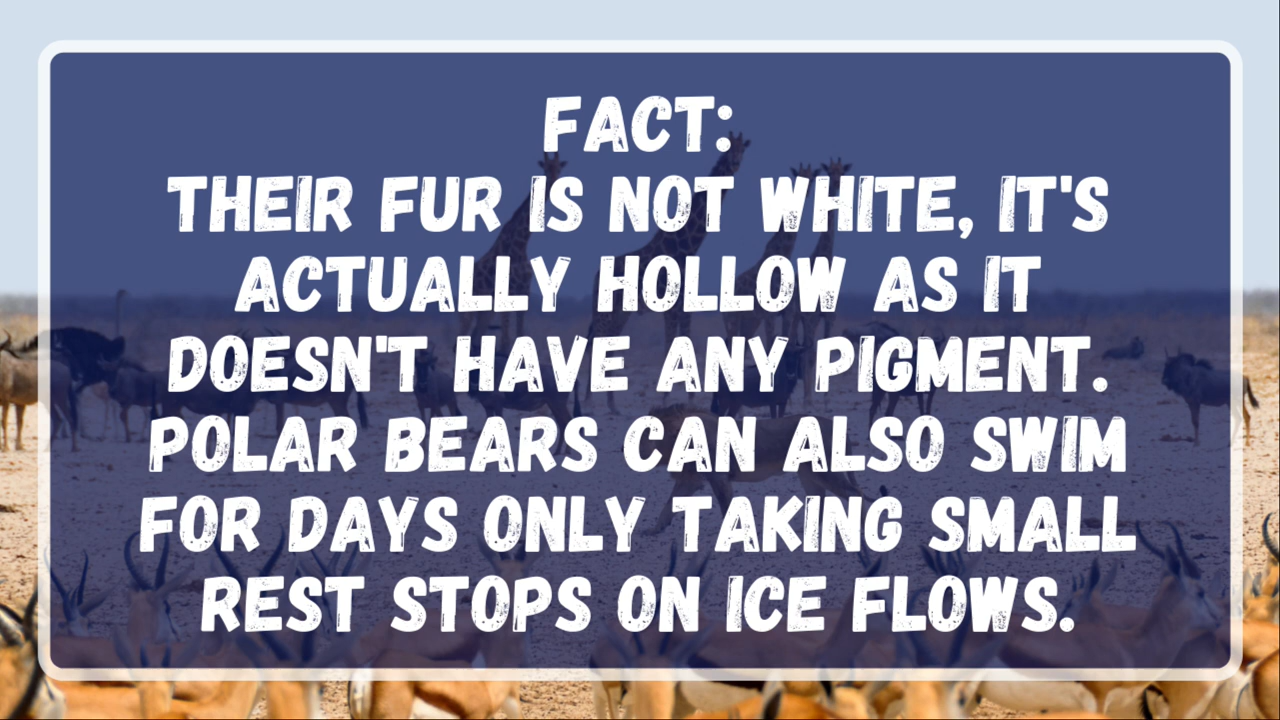 FACT:
THEIR FUR IS NOT WHITE, IT'S
ACTUALLY HOLLOW AS IT
DOESN'T HAVE ANY PIGMENT.
POLAR BEARS CAN ALSO SWIM
FOR DAYS ONLY TAKING SMALL
REST STOPS ON ICE FLOWS.